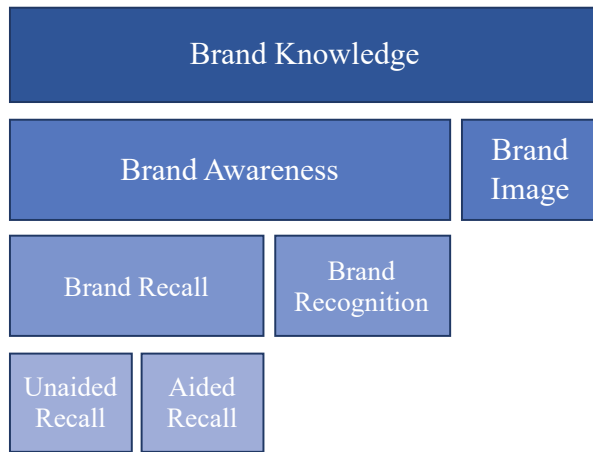 Brand Knowledge
Brand Awareness
Brand
Image
Brand Recall
Brand
Recognition
Unaided
Recall
Aided
Recall